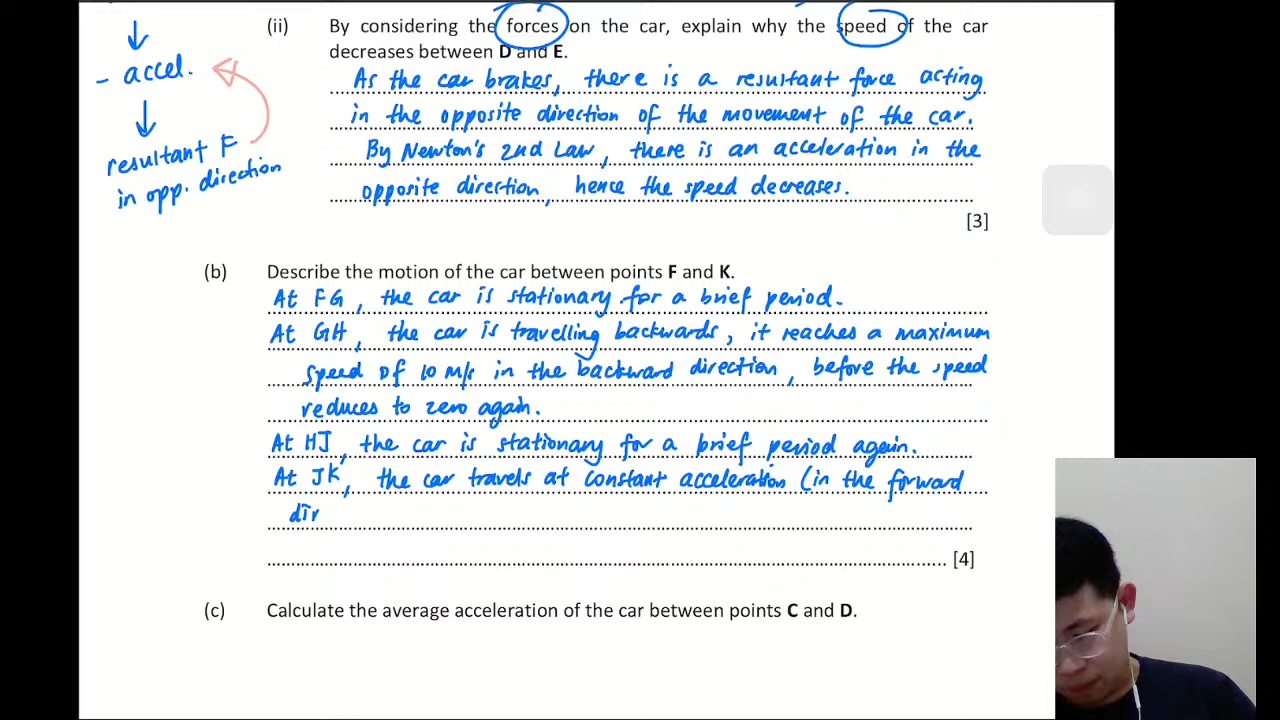 (ii) By considering the forces on the car, explain why the speed of the car
decreases between D and E.
↓
- accel.
↓
resultant F
in opp. direction
As the car brakes, there is a resultant force acting
in the opposite direction of the movement of the car.
By Newton's 2nd Law, there is an acceleration in the
opposite direction, hence the speed decreases.
[3]
(b) Describe the motion of the car between points F and K.
At FG, the car is stationary for a brief period.
At GH, the car is travelling backwards, it reaches a maximum
speed of 10 m/s in the backward direction, before the speed
reduces to zero again.
At HJ, the car is stationary for a brief period again.
At JK, the car travels at constant acceleration (in the forward
dir
[4]
(c) Calculate the average acceleration of the car between points C and D.